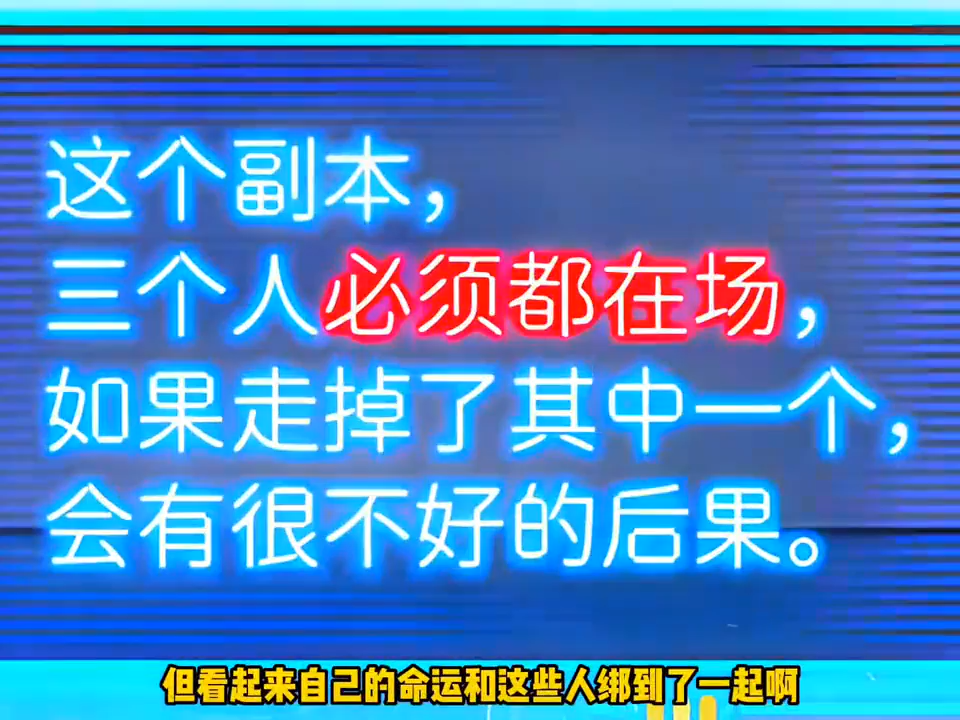 这个副本，
三个人必须都在场，
如果走掉了其中一个，
会有很不好的后果。
但看起来自己的命运和这些人绑到了一起啊